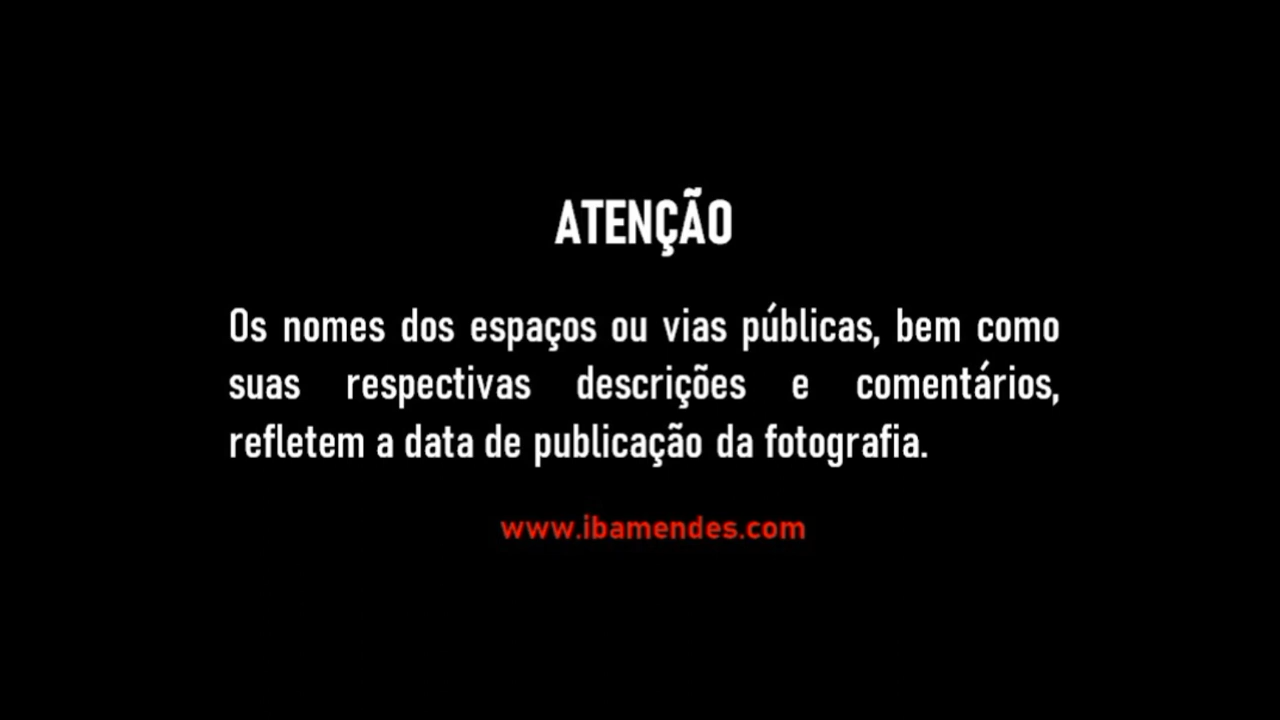 ATENÇÃO
Os nomes dos espaços ou vias públicas, bem como
suas respectivas descrições e comentários,
refletem a data de publicação da fotografia.
www.ibamendes.com